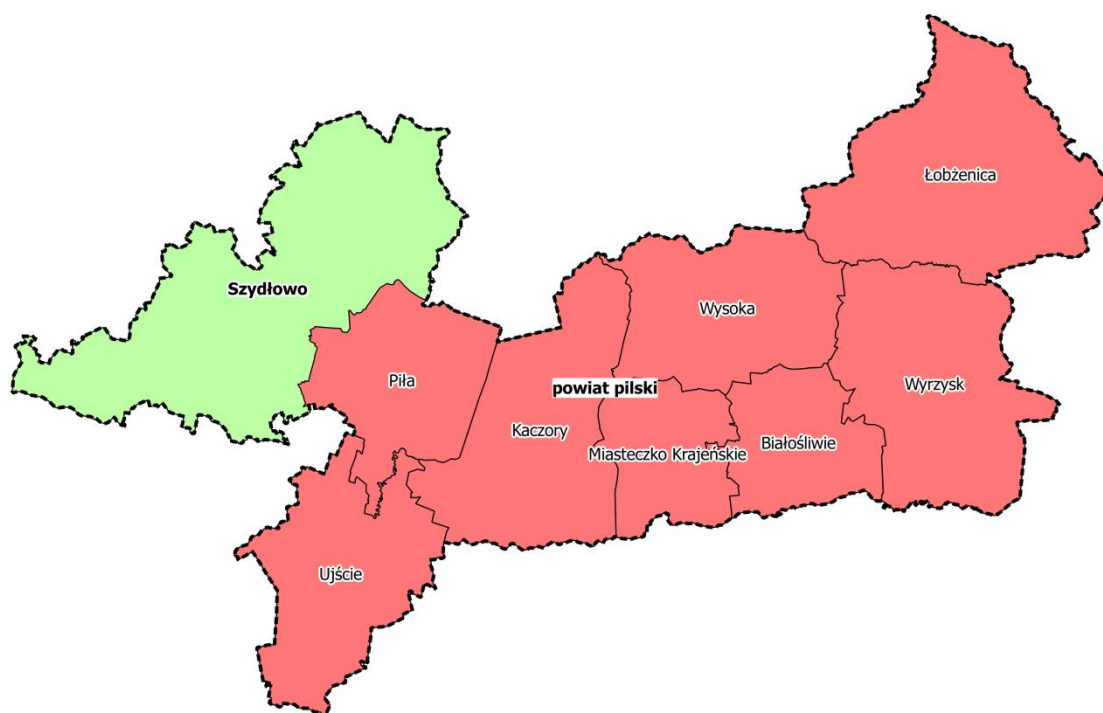 Łobżenica
Szydłowo
Wysoka
Piła
powiat pilski
Wyrzysk
Kaczory
Miasteczko Krajeńskie
Białośliwie
Ujście